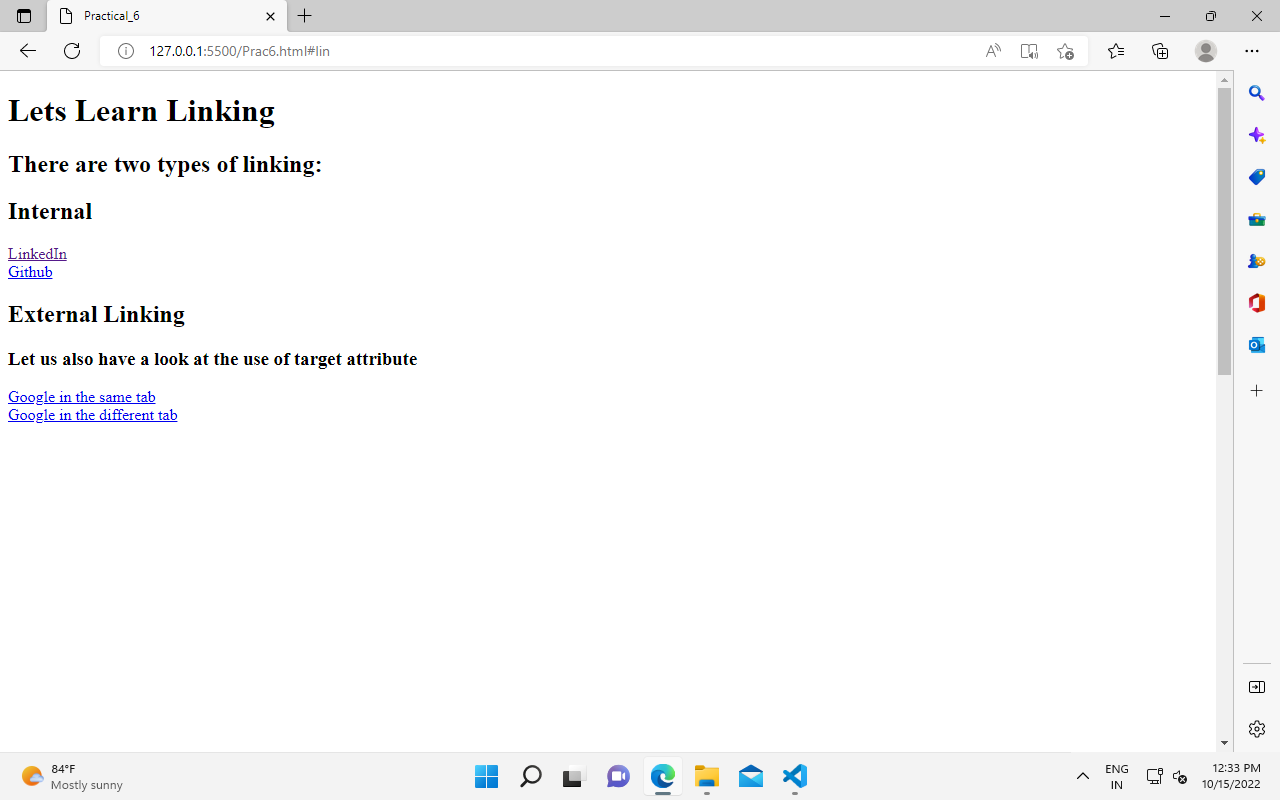 Practical_6
127.0.0.1:5500/Prac6.html#lin
Lets Learn Linking
There are two types of linking:
Internal
LinkedIn
Github
External Linking
Let us also have a look at the use of target attribute
Google in the same tab
Google in the different tab
84°F
Mostly sunny
ENG
IN
12:33 PM
10/15/2022